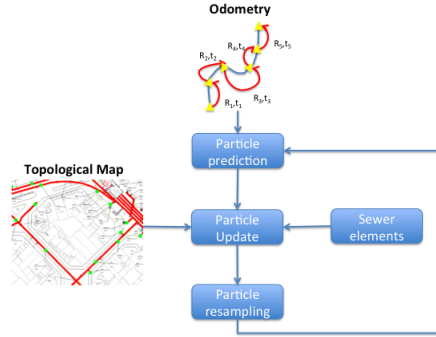 Odometry
R₂,t₂
R₄,t₄
R₅,t₅
R₁,t₁
R₃,t₃
Particle
prediction
Topological Map
Particle
Update
Sewer
elements
Particle
resampling